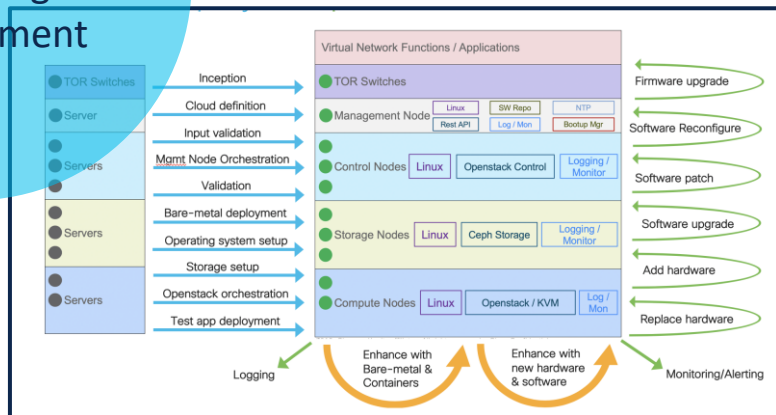 ment
Virtual Network Functions / Applications
TOR Switches
Server
Servers
Servers
Servers
Inception
Cloud definition
Input validation
Mgmt Node Orchestration
Validation
Bare-metal deployment
Operating system setup
Storage setup
Openstack orchestration
Test app deployment
TOR Switches
Management Node
Linux
SW Repo
NTP
Rest API
Log / Mon
Bootup Mgr
Control Nodes
Linux
Openstack Control
Logging /
Monitor
Storage Nodes
Linux
Ceph Storage
Logging /
Monitor
Compute Nodes
Linux
Openstack / KVM
Log /
Mon
Firmware upgrade
Software Reconfigure
Software patch
Software upgrade
Add hardware
Replace hardware
Logging
Enhance with
Bare-metal &
Containers
Enhance with
new hardware
& software
Monitoring/Alerting